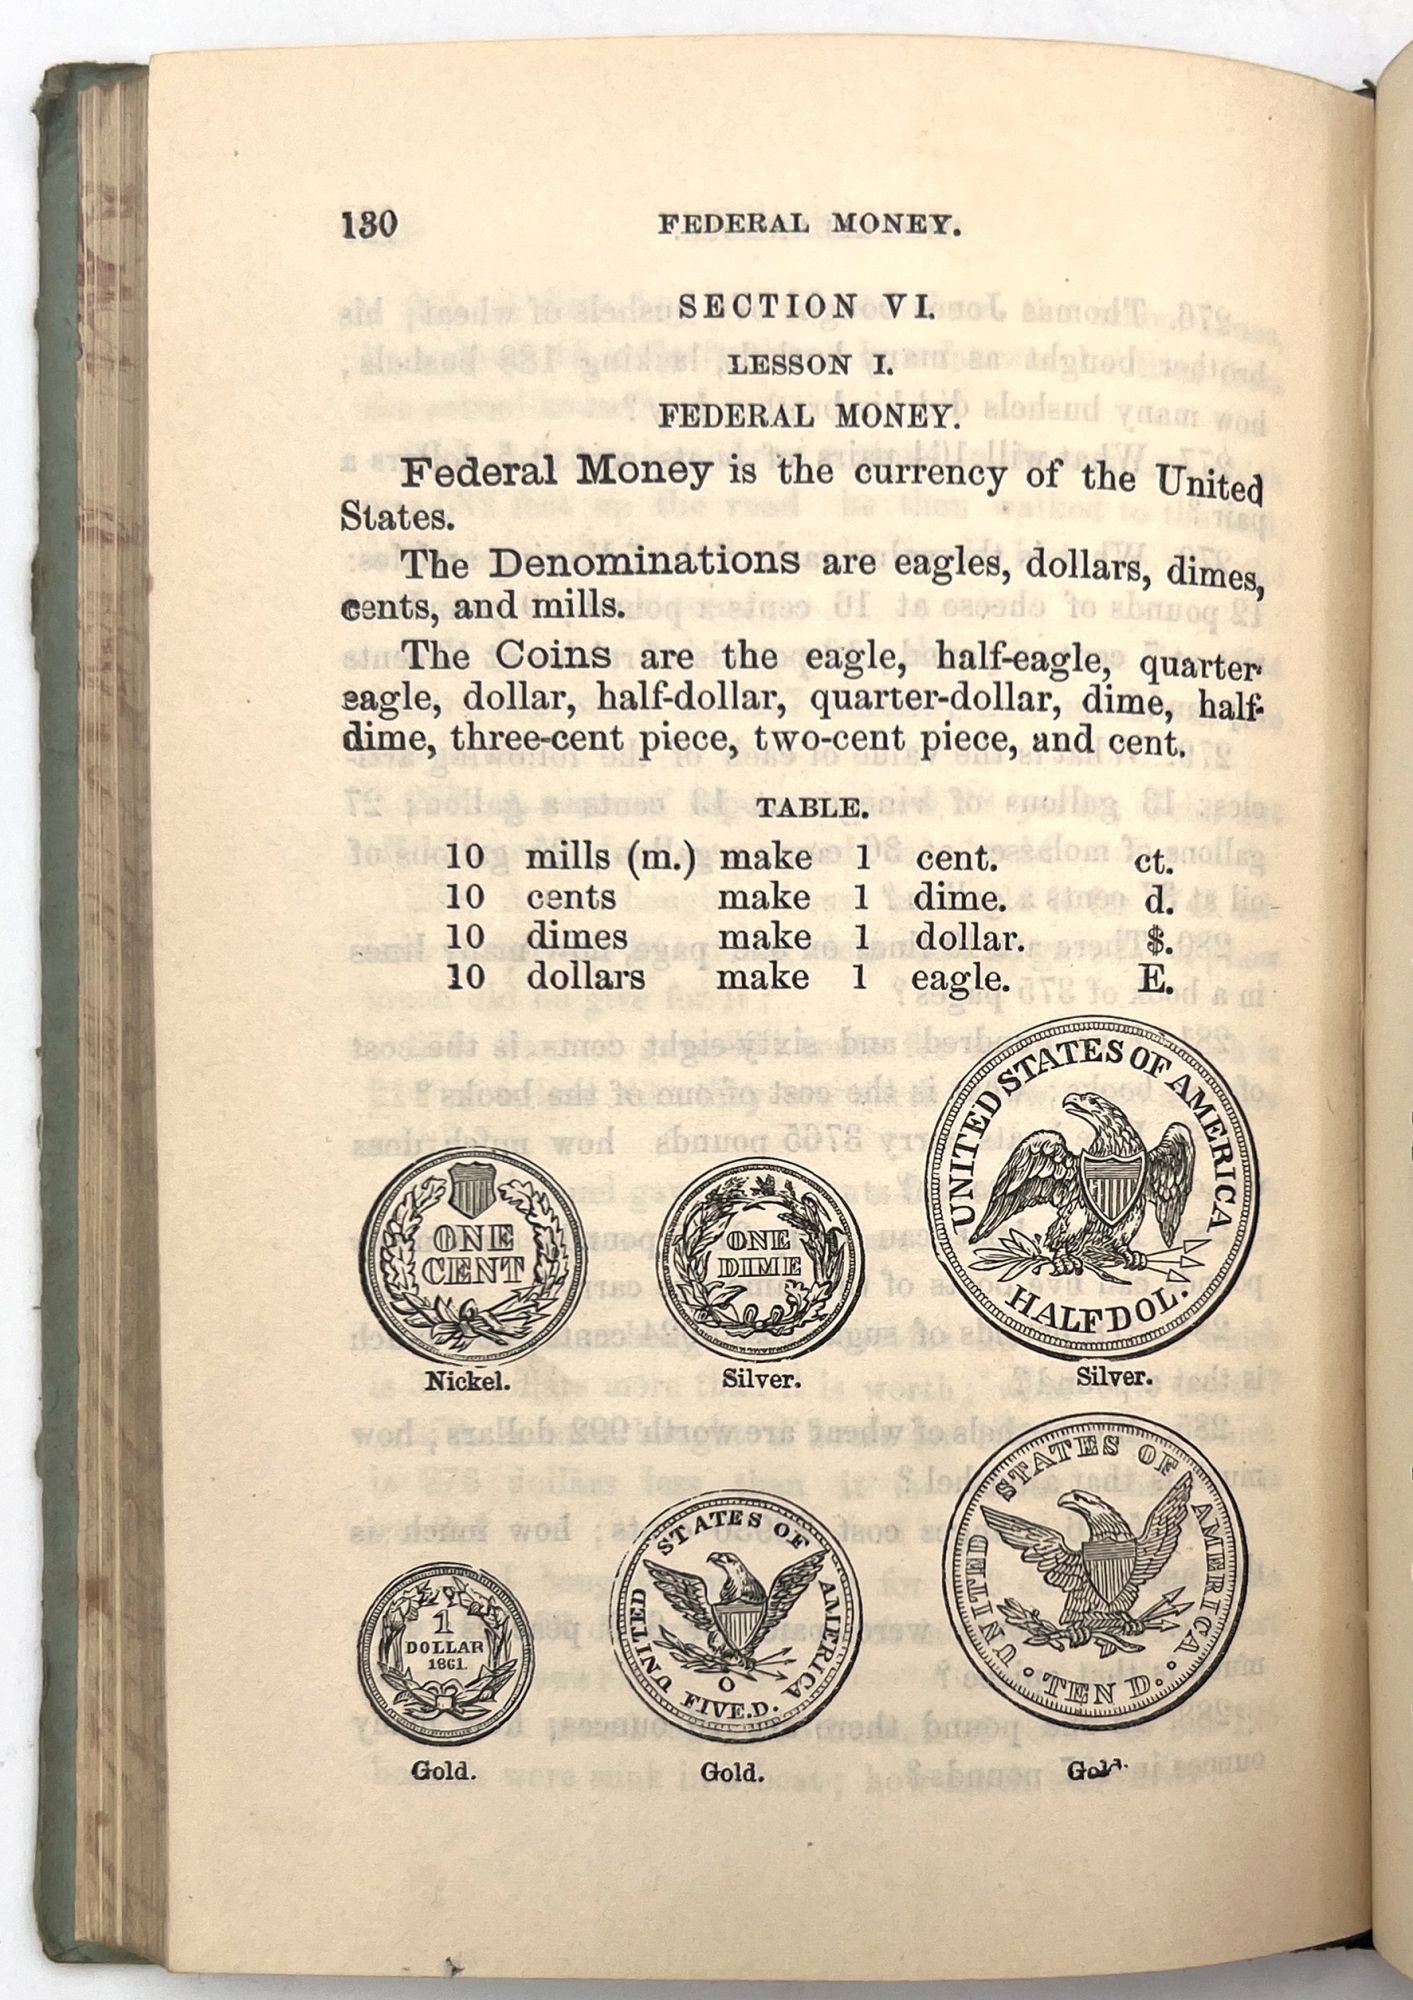 130 FEDERAL MONEY.
SECTION VI.
LESSON I.
FEDERAL MONEY.
Federal Money is the currency of the United
States.
The Denominations are eagles, dollars, dimes,
cents, and mills.
The Coins are the eagle, half-eagle, quarter-
eagle, dollar, half-dollar, quarter-dollar, dime, half-
dime, three-cent piece, two-cent piece, and cent.
TABLE.
10 mills (m.) make 1 cent. ct.
10 cents make 1 dime. d.
10 dimes make 1 dollar. $.
10 dollars make 1 eagle. E.
ONE
CENT
Nickel.
ONE
DIME
Silver.
UNITED STATES OF AMERICA
HALF DOL.
Silver.
1
DOLLAR
1861.
Gold.
UNITED STATES OF AMERICA
O
FIVE.D.
Gold.
UNITED STATES OF AMERICA
TEN D.
Gold.